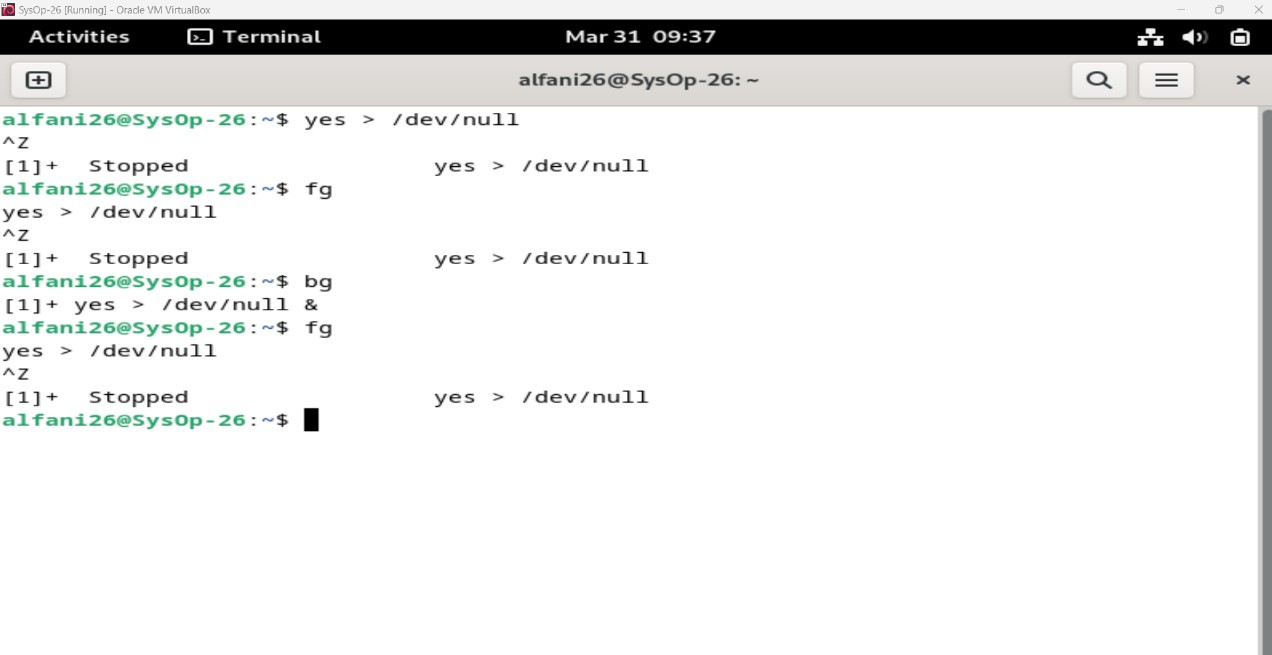 SysOp-26 [Running] - Oracle VM VirtualBox
Activities Terminal Mar 31 09:37
alfani26@SysOp-26: ~
alfani26@SysOp-26:~$ yes > /dev/null
^Z
[1]+  Stopped                 yes > /dev/null
alfani26@SysOp-26:~$ fg
yes > /dev/null
^Z
[1]+  Stopped                 yes > /dev/null
alfani26@SysOp-26:~$ bg
[1]+ yes > /dev/null &
alfani26@SysOp-26:~$ fg
yes > /dev/null
^Z
[1]+  Stopped                 yes > /dev/null
alfani26@SysOp-26:~$